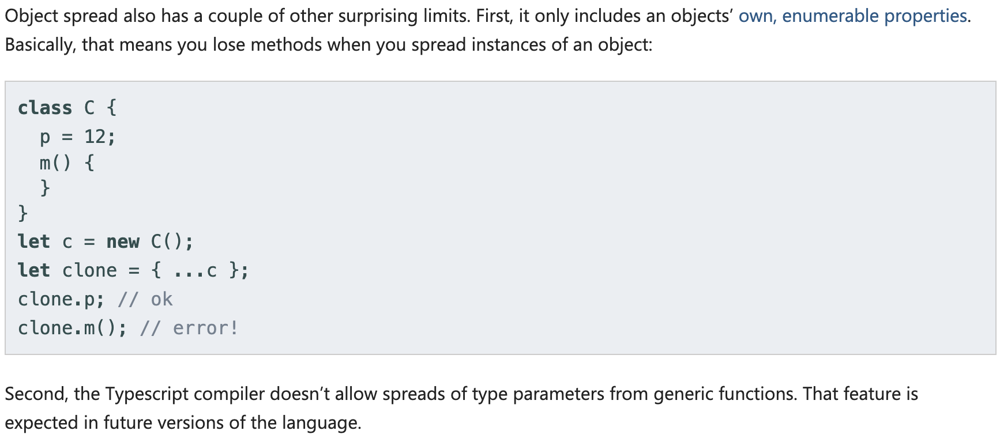 Object spread also has a couple of other surprising limits. First, it only includes an objects’ own, enumerable properties.
Basically, that means you lose methods when you spread instances of an object:
class C {
  p = 12;
  m() {
  }
}
let c = new C();
let clone = { ...c };
clone.p; // ok
clone.m(); // error!
Second, the Typescript compiler doesn’t allow spreads of type parameters from generic functions. That feature is
expected in future versions of the language.